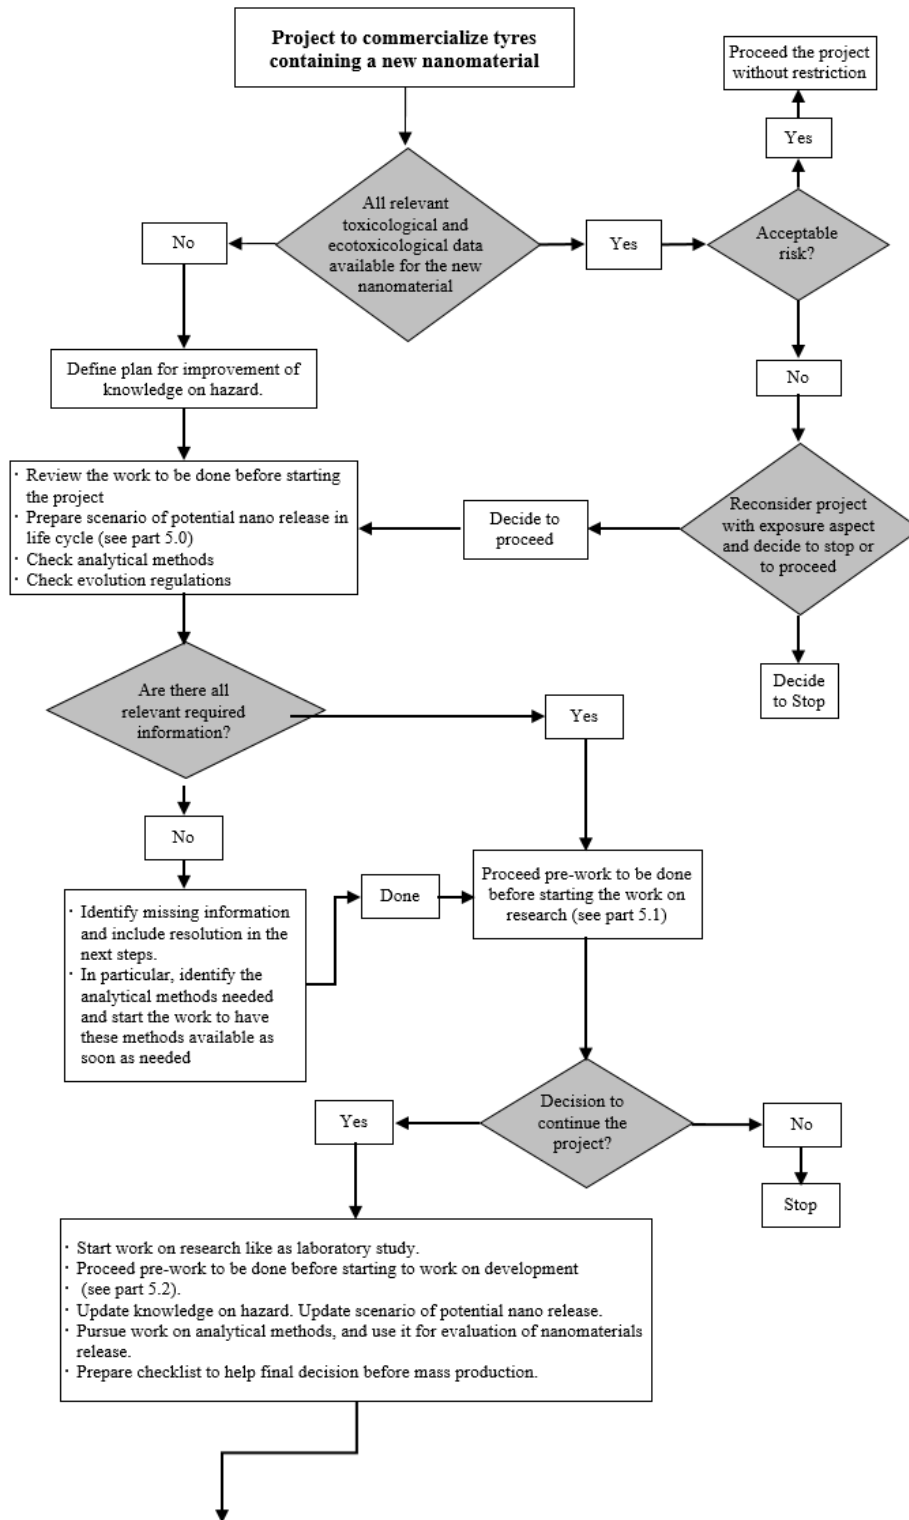 Project to commercialize tyres
containing a new nanomaterial
Proceed the project
without restriction
Yes
All relevant
toxicological and
ecotoxicological data
available for the new
nanomaterial
No
Yes
Acceptable
risk?
Define plan for improvement of
knowledge on hazard.
No
· Review the work to be done before starting
the project
· Prepare scenario of potential nano release in
life cycle (see part 5.0)
· Check analytical methods
· Check evolution regulations
Decide to
proceed
Reconsider project
with exposure aspect
and decide to stop or
to proceed
Decide
to Stop
Are there all
relevant required
information?
Yes
No
· Identify missing information
and include resolution in the
next steps.
· In particular, identify the
analytical methods needed
and start the work to have
these methods available as
soon as needed
Done
Proceed pre-work to be done
before starting the work on
research (see part 5.1)
Decision to
continue the
project?
Yes
No
Stop
· Start work on research like as laboratory study.
· Proceed pre-work to be done before starting to work on development
· (see part 5.2).
· Update knowledge on hazard. Update scenario of potential nano release.
· Pursue work on analytical methods, and use it for evaluation of nanomaterials
release.
· Prepare checklist to help final decision before mass production.